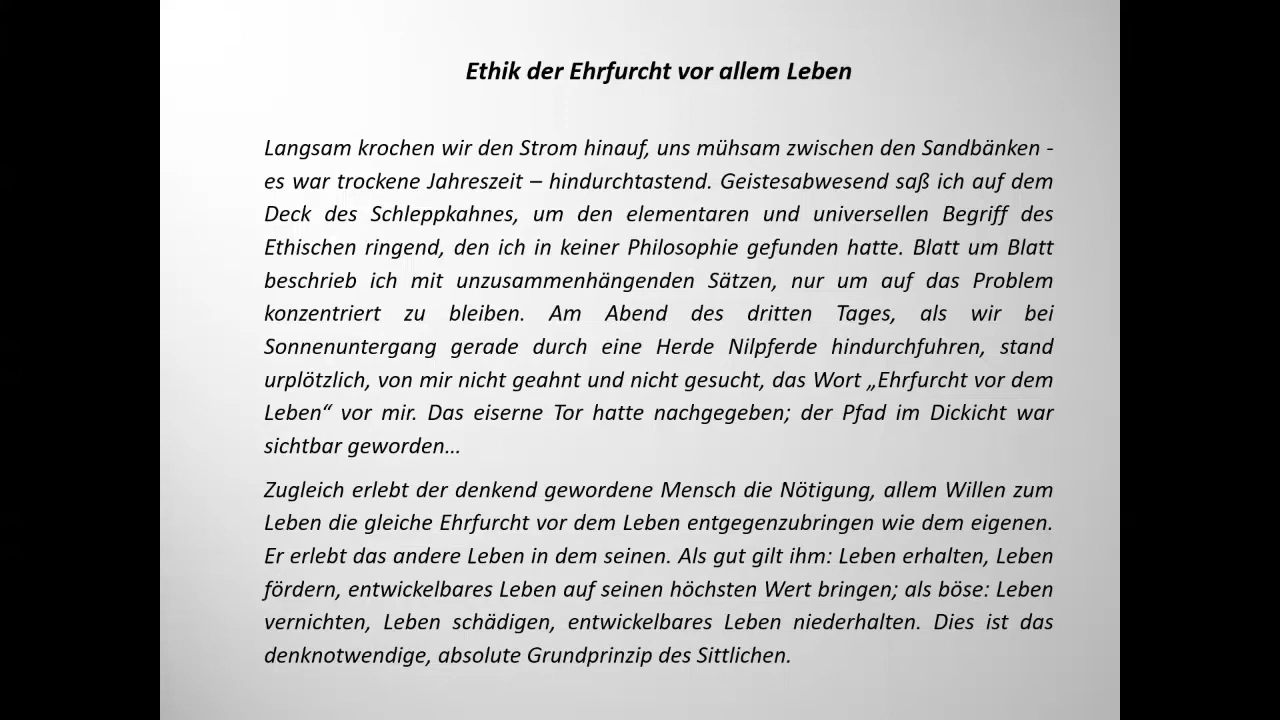 Ethik der Ehrfurcht vor allem Leben
Langsam krochen wir den Strom hinauf, uns mühsam zwischen den Sandbänken -
es war trockene Jahreszeit – hindurchtastend. Geistesabwesend saß ich auf dem
Deck des Schleppkahnes, um den elementaren und universellen Begriff des
Ethischen ringend, den ich in keiner Philosophie gefunden hatte. Blatt um Blatt
beschrieb ich mit unzusammenhängenden Sätzen, nur um auf das Problem
konzentriert zu bleiben. Am Abend des dritten Tages, als wir bei
Sonnenuntergang gerade durch eine Herde Nilpferde hindurchfuhren, stand
urplötzlich, von mir nicht geahnt und nicht gesucht, das Wort „Ehrfurcht vor dem
Leben“ vor mir. Das eiserne Tor hatte nachgegeben; der Pfad im Dickicht war
sichtbar geworden…
Zugleich erlebt der denkend gewordene Mensch die Nötigung, allem Willen zum
Leben die gleiche Ehrfurcht vor dem Leben entgegenzubringen wie dem eigenen.
Er erlebt das andere Leben in dem seinen. Als gut gilt ihm: Leben erhalten, Leben
fördern, entwickelbares Leben auf seinen höchsten Wert bringen; als böse: Leben
vernichten, Leben schädigen, entwickelbares Leben niederhalten. Dies ist das
denknotwendige, absolute Grundprinzip des Sittlichen.